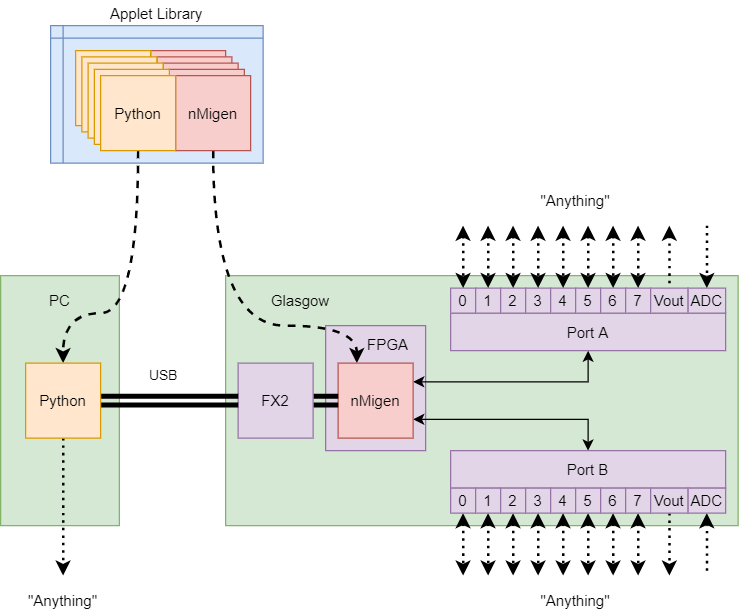 Applet Library
Python nMigen
"Anything"
PC
Glasgow
0 1 2 3 4 5 6 7 Vout ADC
Port A
FPGA
USB
Python
FX2
nMigen
Port B
0 1 2 3 4 5 6 7 Vout ADC
"Anything"
"Anything"